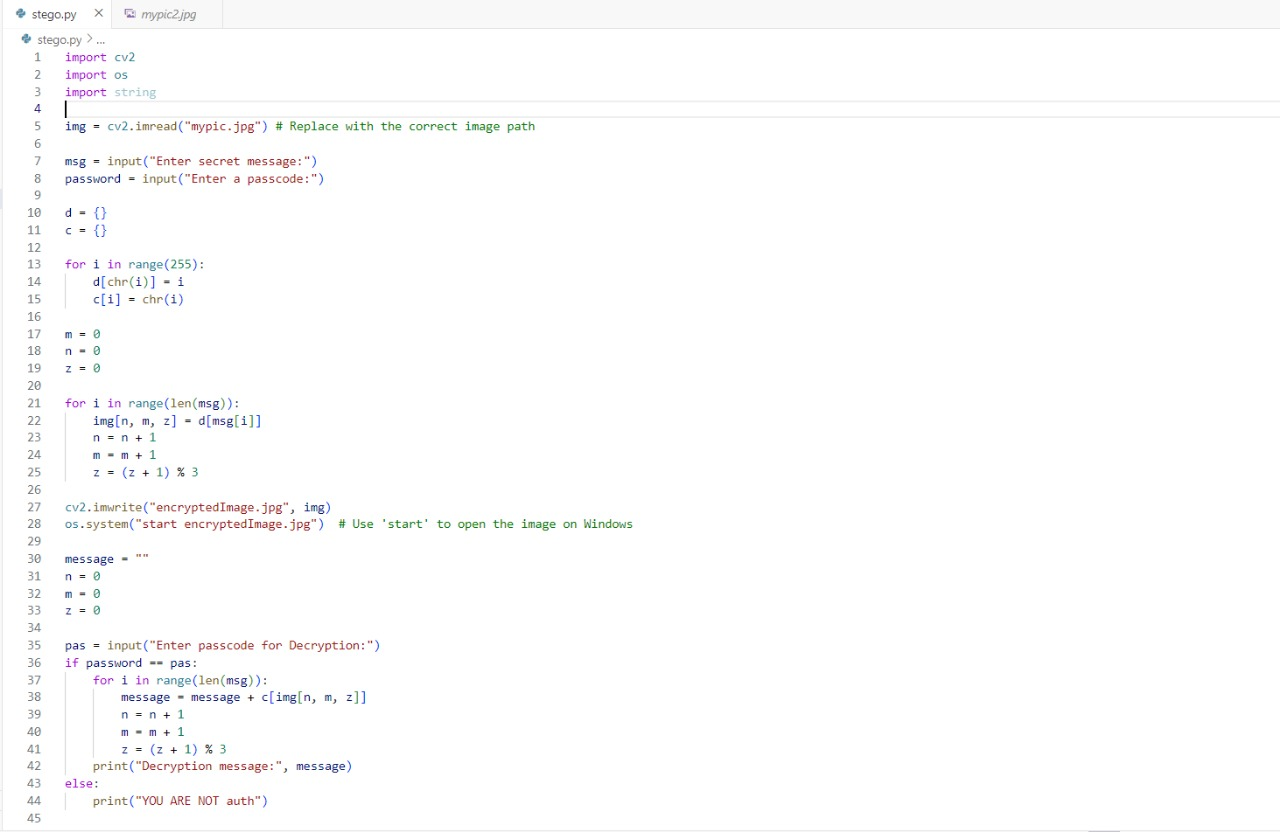 stego.py × mypic2.jpg
stego.py > ...
1 import cv2
2 import os
3 import string
4
5 img = cv2.imread("mypic.jpg") # Replace with the correct image path
6
7 msg = input("Enter secret message:")
8 password = input("Enter a passcode:")
9
10 d = {}
11 c = {}
12
13 for i in range(255):
14     d[chr(i)] = i
15     c[i] = chr(i)
16
17 m = 0
18 n = 0
19 z = 0
20
21 for i in range(len(msg)):
22     img[n, m, z] = d[msg[i]]
23     n = n + 1
24     m = m + 1
25     z = (z + 1) % 3
26
27 cv2.imwrite("encryptedImage.jpg", img)
28 os.system("start encryptedImage.jpg")  # Use 'start' to open the image on Windows
29
30 message = ""
31 n = 0
32 m = 0
33 z = 0
34
35 pas = input("Enter passcode for Decryption:")
36 if password == pas:
37     for i in range(len(msg)):
38         message = message + c[img[n, m, z]]
39         n = n + 1
40         m = m + 1
41         z = (z + 1) % 3
42     print("Decryption message:", message)
43 else:
44     print("YOU ARE NOT auth")
45